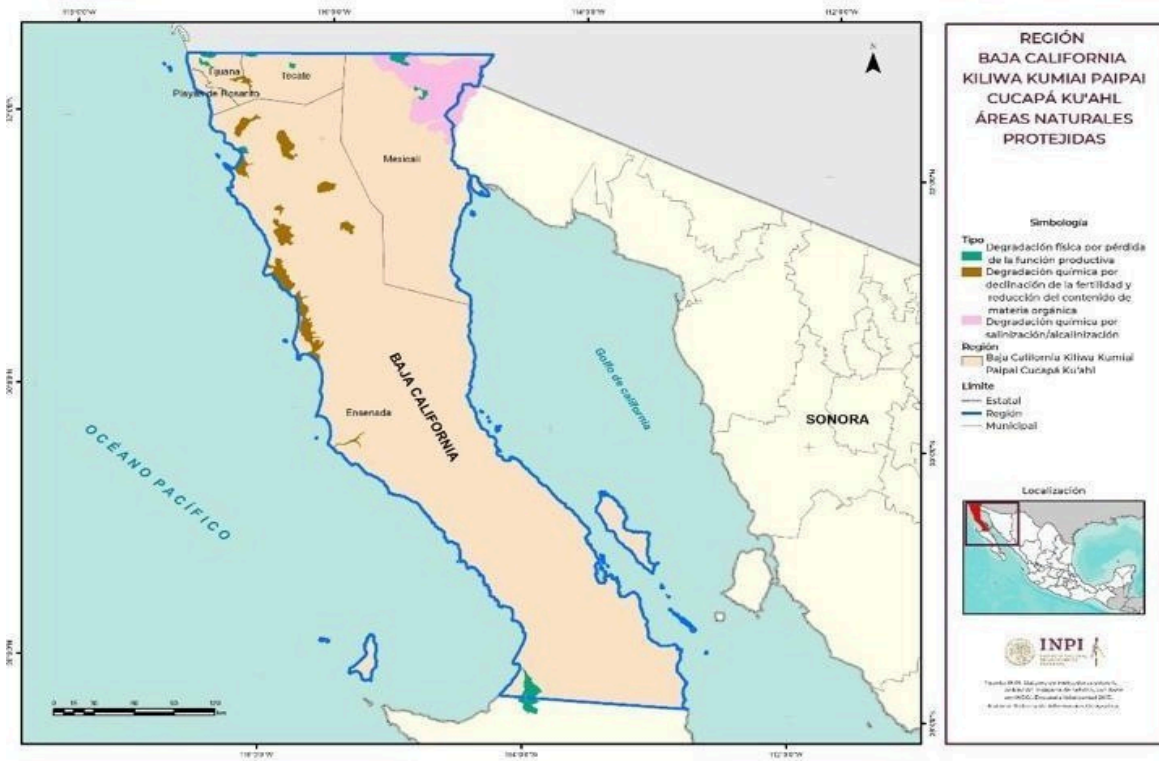 Tijuana
Tecate
Playas de Rosarito
Mexicali
Ensenada
BAJA CALIFORNIA
Golfo de california
SONORA
OCÉANO PACÍFICO
N
REGIÓN
BAJA CALIFORNIA
KILIWA KUMIAI PAIPAI
CUCAPÁ KU'AHL
ÁREAS NATURALES
PROTEJIDAS
Simbología
Tipo
Degradación física por pérdida
de la función productiva
Degradación química por
declinación de la fertilidad y
reducción del contenido de
materia orgánica
Degradación química por
salinización/alcalinización
Región
Baja California Kiliwa Kumiai
Paipai Cucapá Ku'ahl
Límite
Estatal
Región
Municipal
Localización
INPI